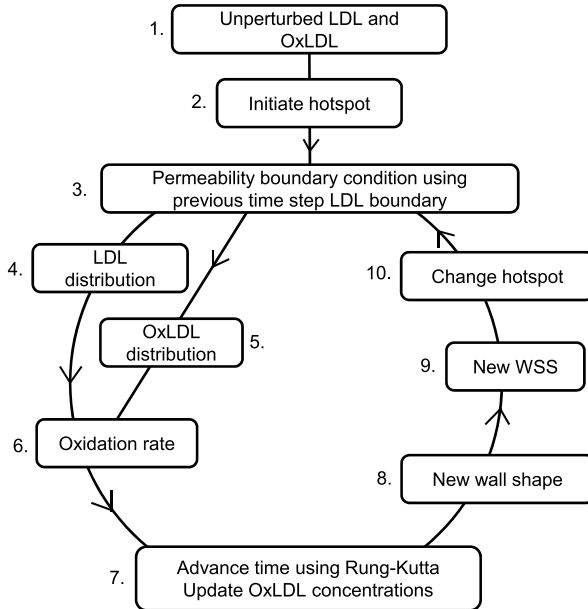 1. Unperturbed LDL and
OxLDL
2. Initiate hotspot
3. Permeability boundary condition using
previous time step LDL boundary
4. LDL
distribution
OxLDL
distribution 5.
6. Oxidation rate
7. Advance time using Rung-Kutta
Update OxLDL concentrations
8. New wall shape
9. New WSS
10. Change hotspot